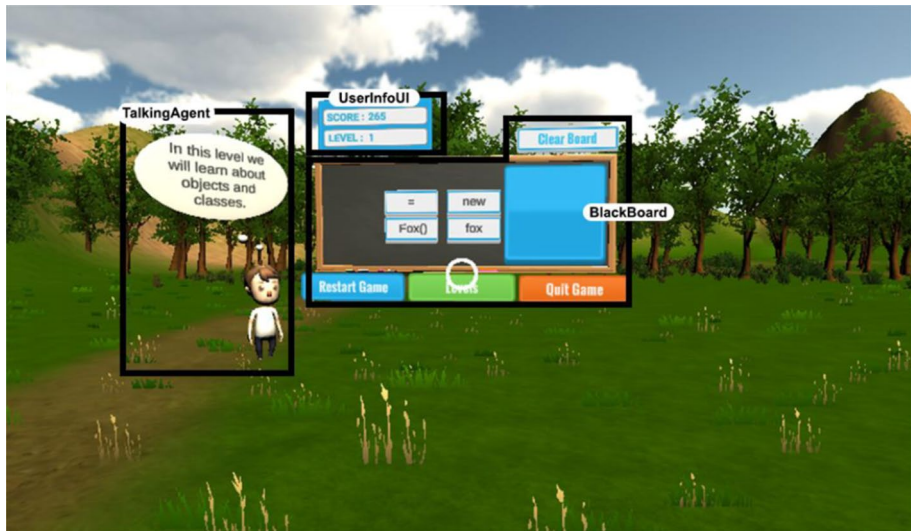 TalkingAgent
In this level we
will learn about
objects and
classes.
UserInfoUI
SCORE : 265
LEVEL : 1
Clear Board
= new
Fox() fox
BlackBoard
Restart Game Levels Quit Game